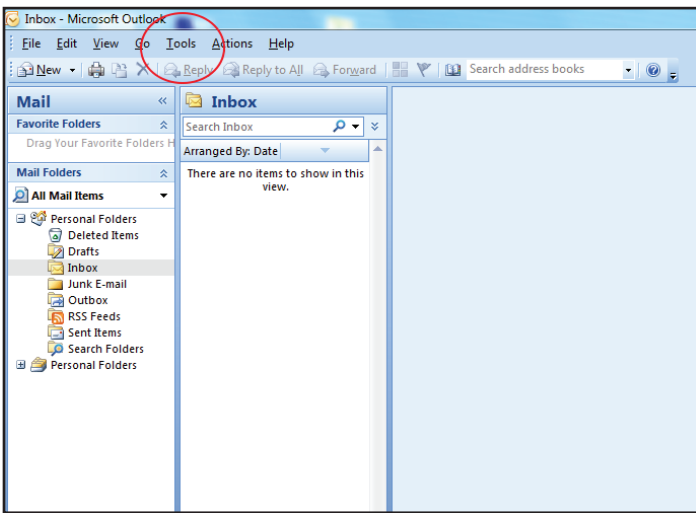 Inbox - Microsoft Outlook
File Edit View Go Tools Actions Help
New Reply Reply to All Forward Search address books
Mail «
Inbox
Favorite Folders
Search Inbox
Drag Your Favorite Folders H
Arranged By: Date
Mail Folders
There are no items to show in this
view.
All Mail Items
Personal Folders
Deleted Items
Drafts
Inbox
Junk E-mail
Outbox
RSS Feeds
Sent Items
Search Folders
Personal Folders